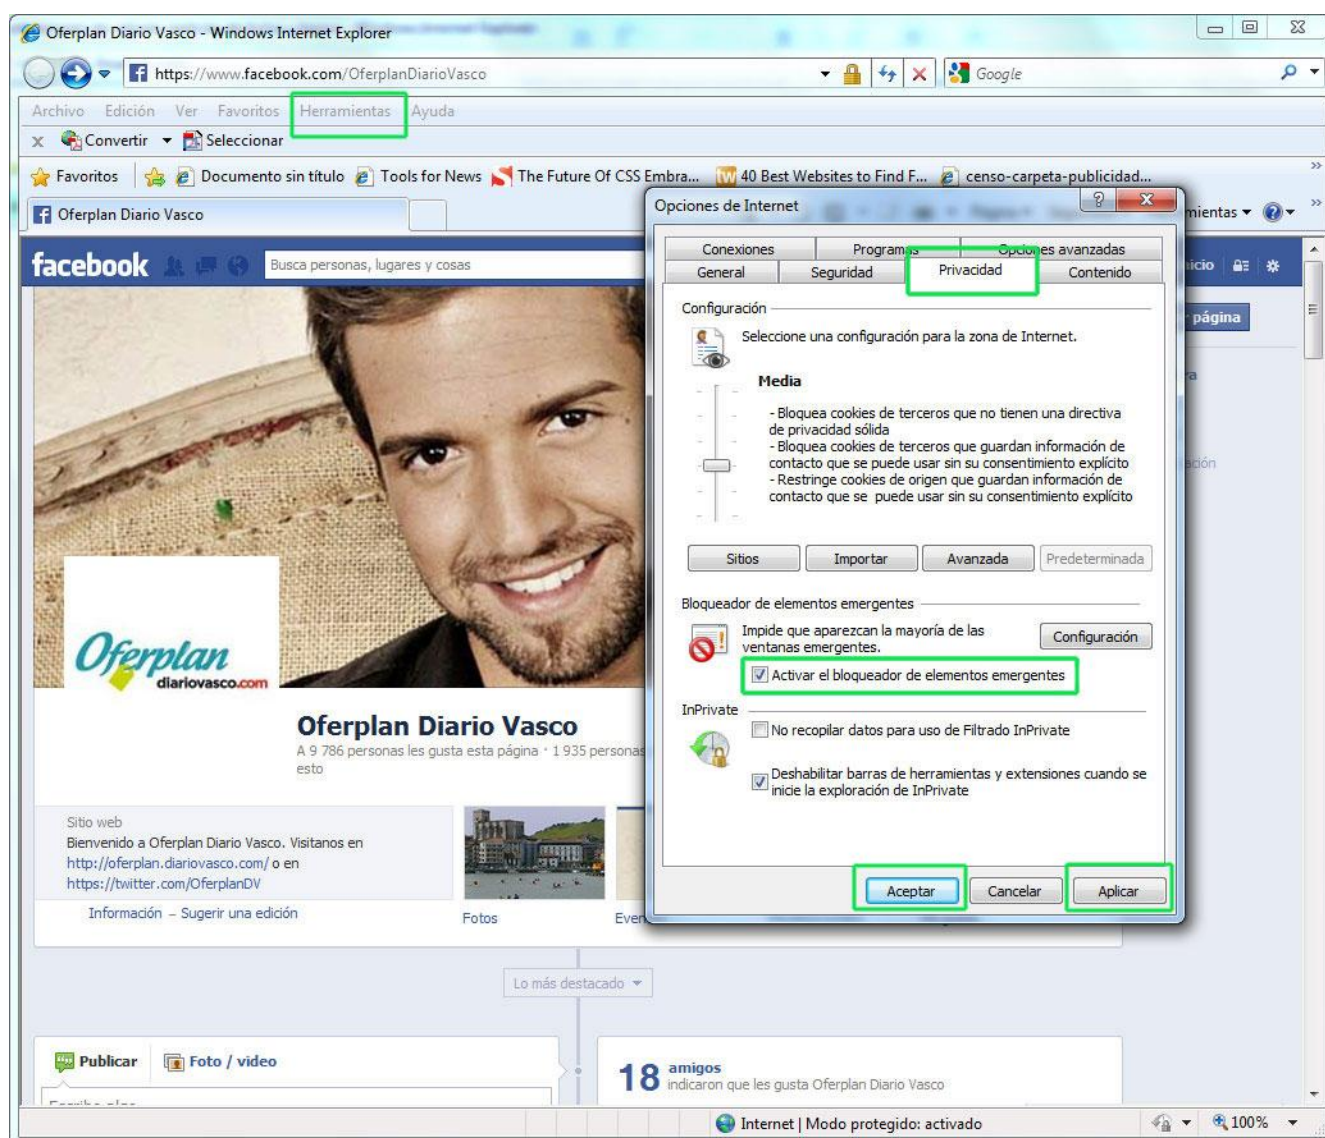 Oferplan Diario Vasco - Windows Internet Explorer
https://www.facebook.com/OferplanDiarioVasco
Google
Archivo Edición Ver Favoritos Herramientas Ayuda
x Convertir Seleccionar
Favoritos Documento sin título Tools for News The Future Of CSS Embra... 40 Best Websites to Find F... censo-carpeta-publicidad...
Oferplan Diario Vasco
mientas
facebook
Busca personas, lugares y cosas
icio
página
Oferplan
diariovasco.com
Oferplan Diario Vasco
A 9 786 personas les gusta esta página · 1 935 personas
esto
Sitio web
Bienvenido a Oferplan Diario Vasco. Visitanos en
http://oferplan.diariovasco.com/ o en
https://twitter.com/OferplanDV
Información – Sugerir una edición
Fotos
Even
Lo más destacado
Publicar Foto / video
18 amigos
indicaron que les gusta Oferplan Diario Vasco
Opciones de Internet
Conexiones Programas Opciones avanzadas
General Seguridad Privacidad Contenido
Configuración
Seleccione una configuración para la zona de Internet.
Media
- Bloquea cookies de terceros que no tienen una directiva
de privacidad sólida
- Bloquea cookies de terceros que guardan información de
contacto que se puede usar sin su consentimiento explícito
- Restringe cookies de origen que guardan información de
contacto que se puede usar sin su consentimiento explícito
Sitios Importar Avanzada Predeterminada
Bloqueador de elementos emergentes
Impide que aparezcan la mayoría de las
ventanas emergentes.
Configuración
Activar el bloqueador de elementos emergentes
InPrivate
No recopilar datos para uso de Filtrado InPrivate
Deshabilitar barras de herramientas y extensiones cuando se
inicie la exploración de InPrivate
Aceptar Cancelar Aplicar
Internet | Modo protegido: activado
100%